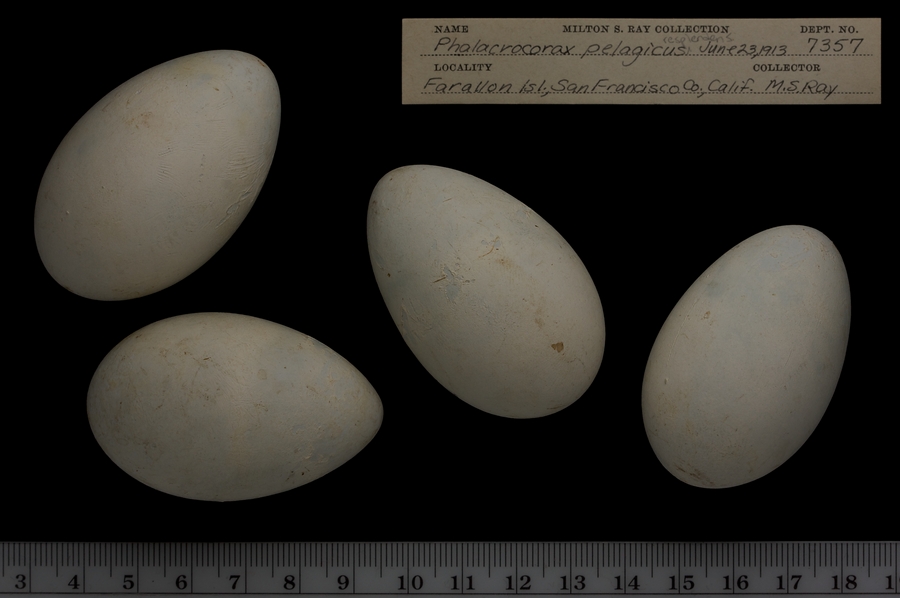 NAME MILTON S. RAY COLLECTION DEPT. NO.
resplendens
Phalacrocorax pelagicus June 23, 1913 7357
LOCALITY COLLECTOR
Farallon Isl., San Francisco Co., Calif. M.S. Ray
3 4 5 6 7 8 9 10 11 12 13 14 15 16 17 18